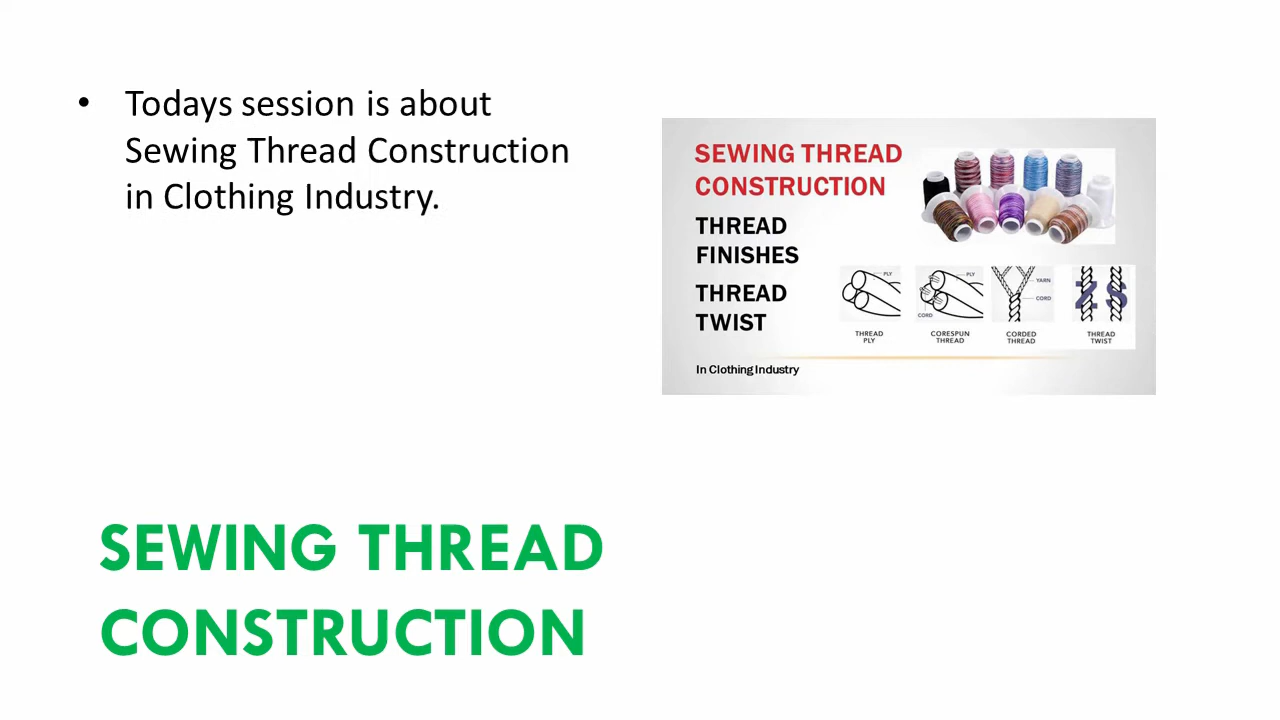 • Todays session is about
Sewing Thread Construction
in Clothing Industry.
SEWING THREAD
CONSTRUCTION
THREAD
FINISHES
THREAD
TWIST
PLY
THREAD
PLY
PLY
CORD
CORESPUN
THREAD
YARN
CORD
CORDED
THREAD
Z S
THREAD
TWIST
In Clothing Industry
SEWING THREAD
CONSTRUCTION